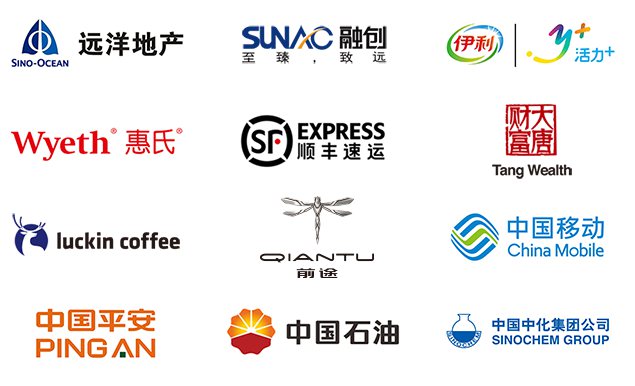 SINO-OCEAN
远洋地产
SUNAC 融创
至臻，致远
伊利
y+
活力+
Wyeth® 惠氏®
SF EXPRESS
顺丰速运
大唐财富
Tang Wealth
luckin coffee
QIANTU
前途
中国移动
China Mobile
中国平安
PING AN
中国石油
中国中化集团公司
SINOCHEM GROUP